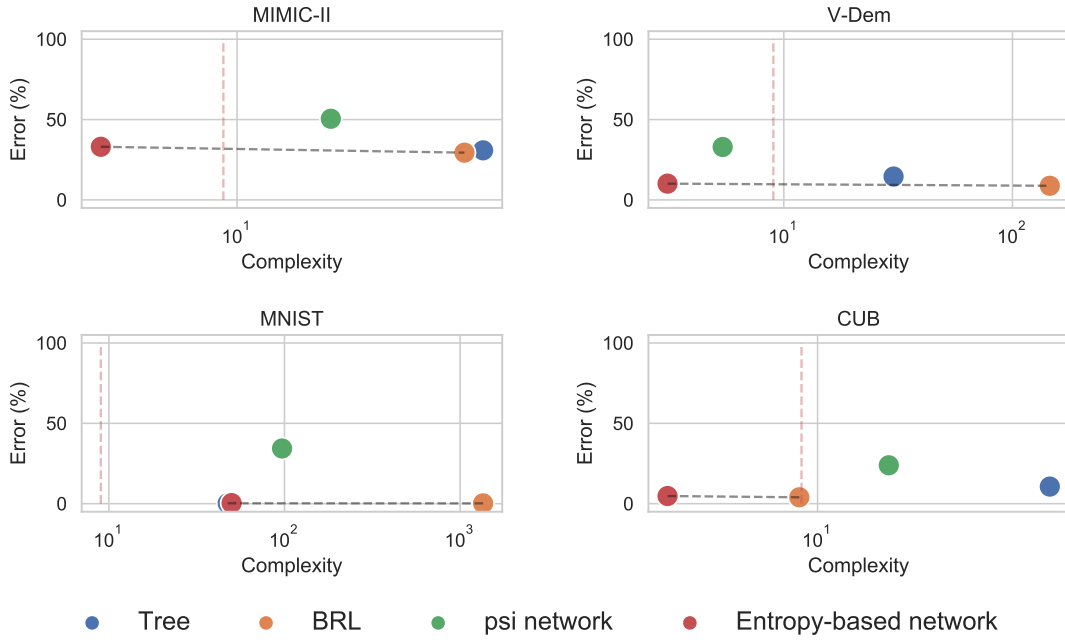 MIMIC-II
100
50
0
Error (%)
10^1
Complexity
V-Dem
100
50
0
Error (%)
10^1
10^2
Complexity
MNIST
100
50
0
Error (%)
10^1
10^2
10^3
Complexity
CUB
100
50
0
Error (%)
10^1
Complexity
Tree BRL psi network Entropy-based network